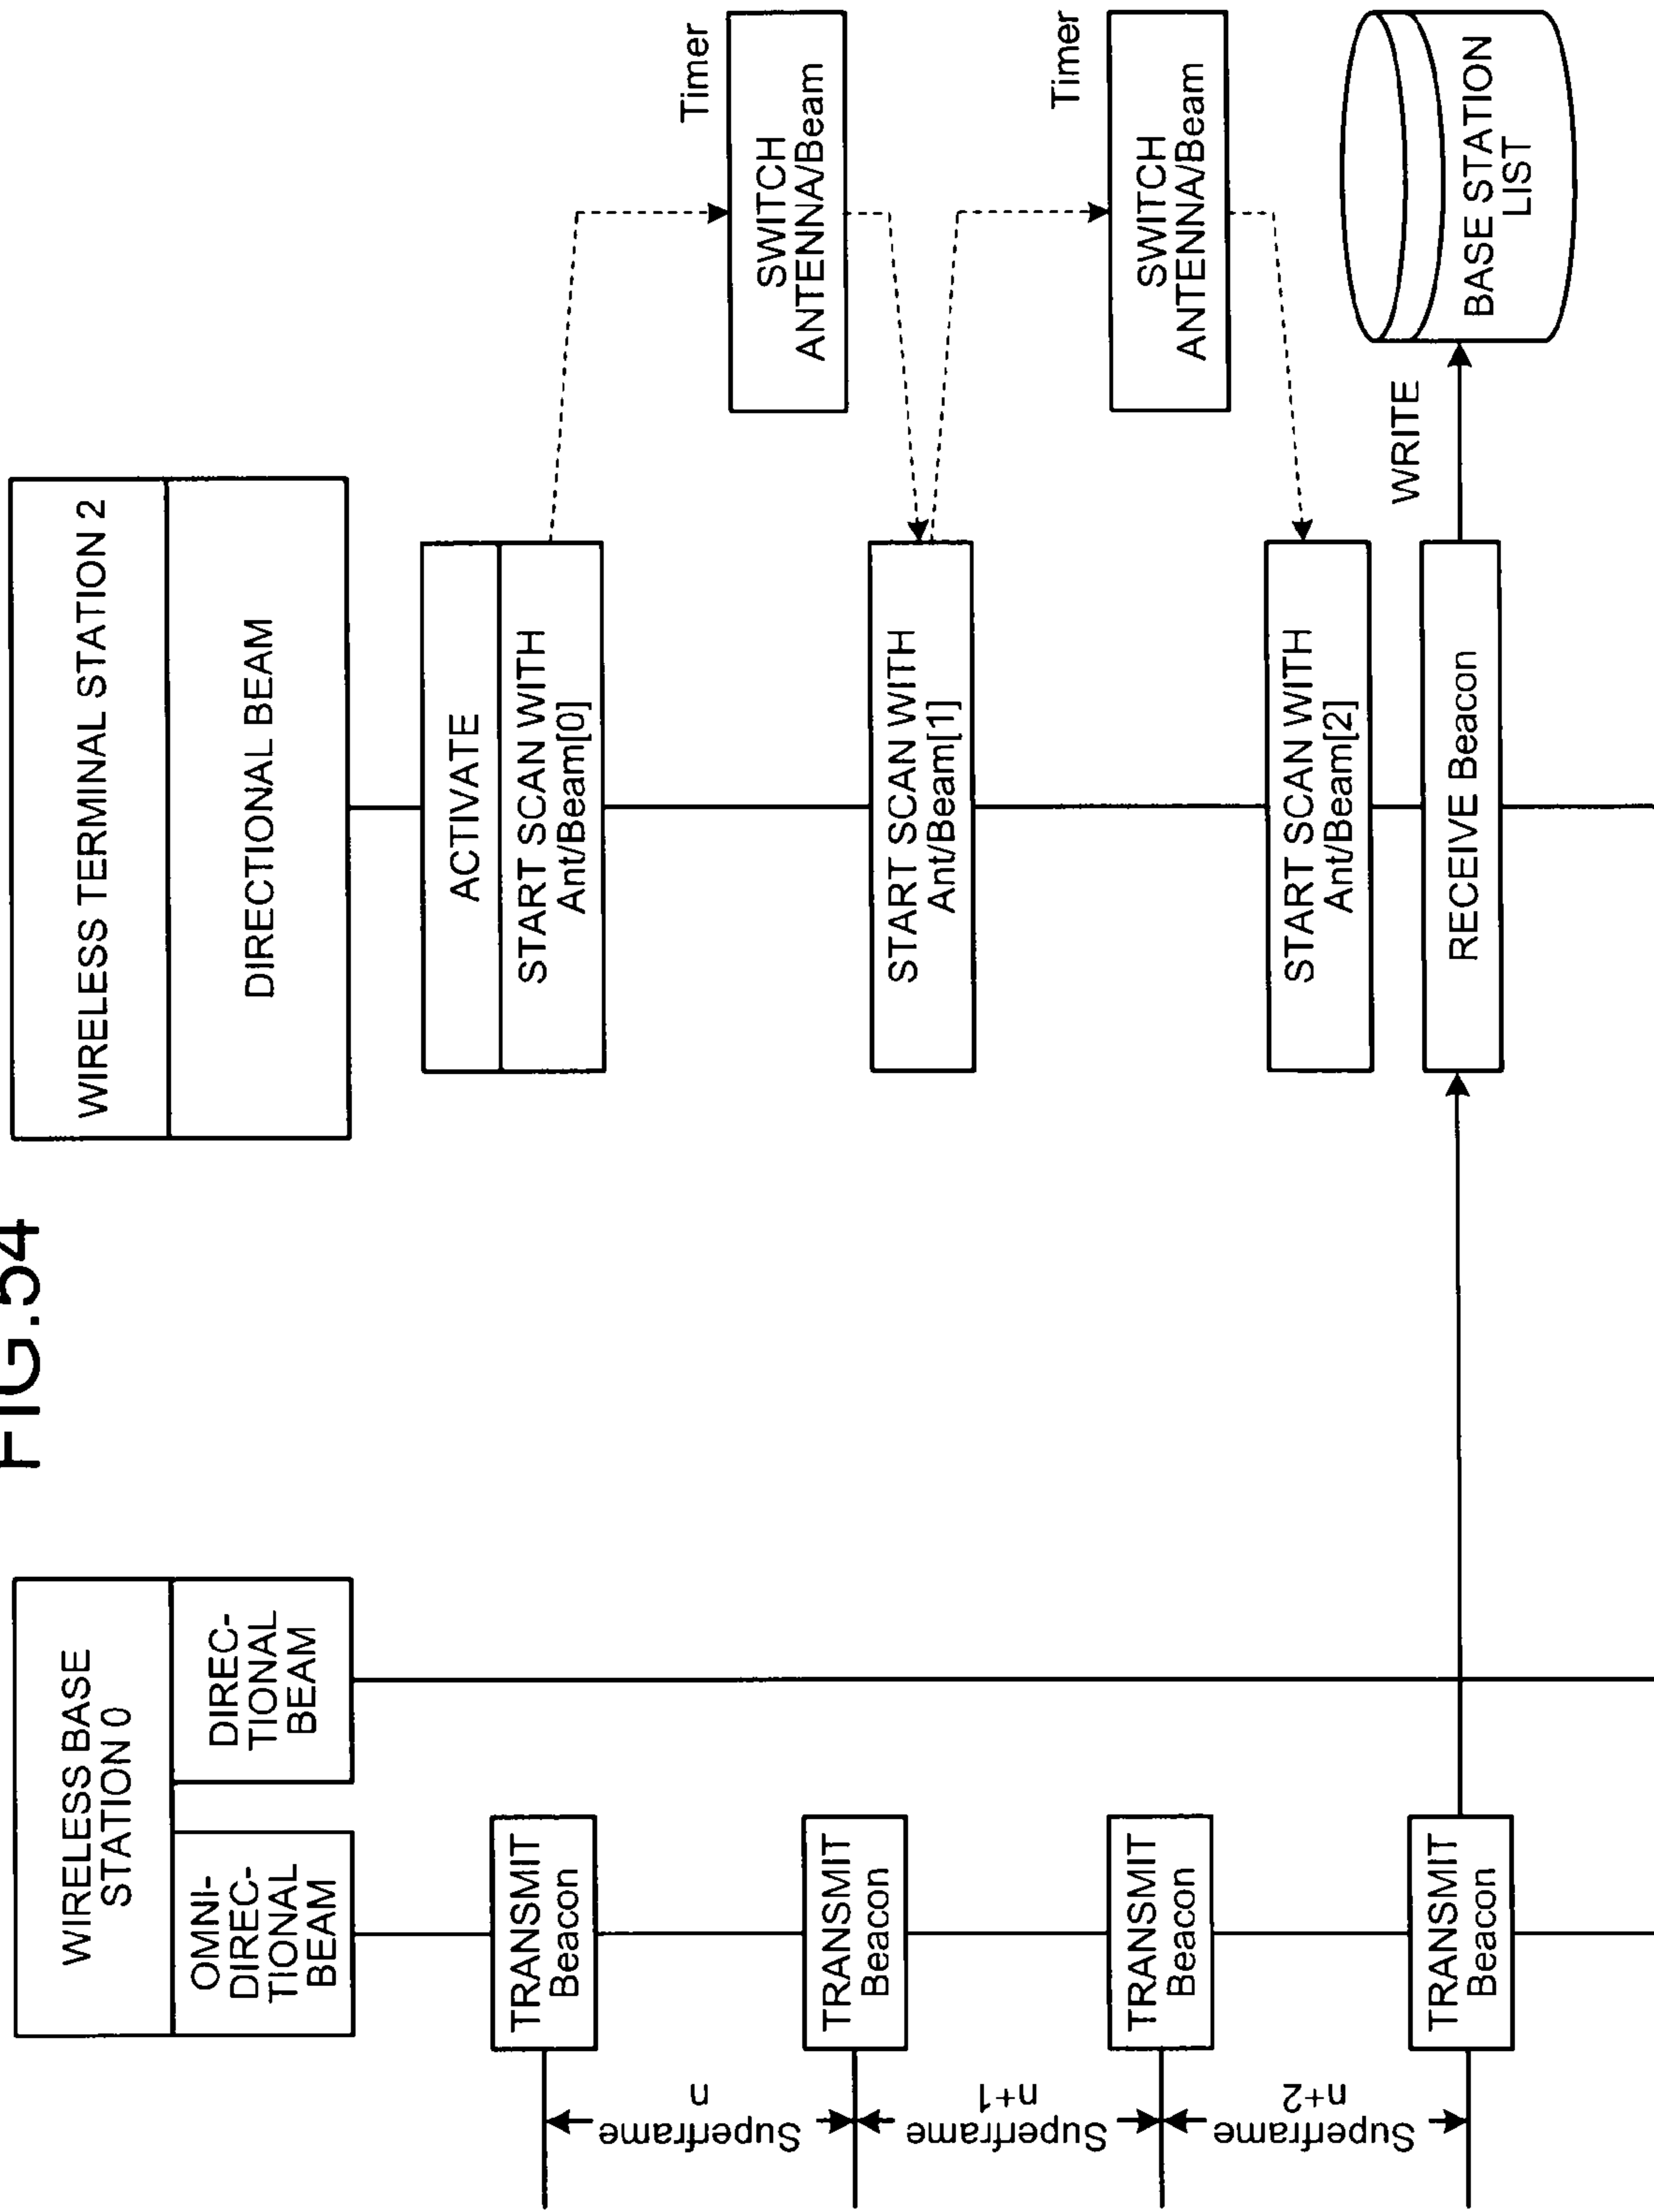 FIG.54
WIRELESS BASE
STATION 0
OMNI-
DIREC-
TIONAL
BEAM
DIREC-
TIONAL
BEAM
WIRELESS TERMINAL STATION 2
DIRECTIONAL BEAM
ACTIVATE
START SCAN WITH
Ant/Beam[0]
TRANSMIT
Beacon
Superframe
n
Timer
SWITCH
ANTENNA/Beam
TRANSMIT
Beacon
START SCAN WITH
Ant/Beam[1]
Superframe
n+1
Timer
SWITCH
ANTENNA/Beam
TRANSMIT
Beacon
START SCAN WITH
Ant/Beam[2]
Superframe
n+2
TRANSMIT
Beacon
RECEIVE Beacon
WRITE
BASE STATION
LIST